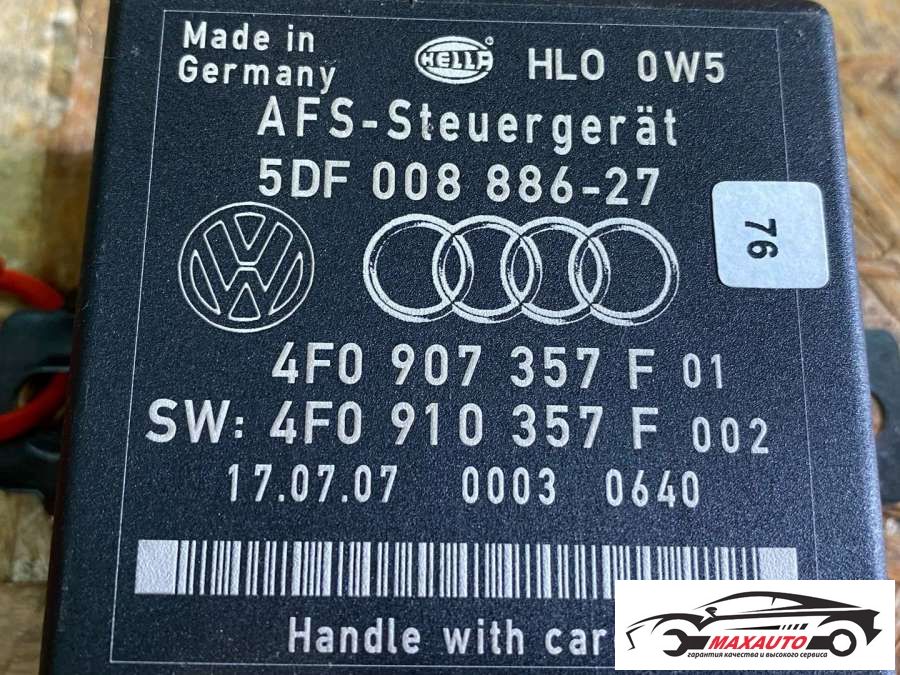 Made in
Germany
HELLA® HLO 0W5
AFS-Steuergerät
5DF 008 886-27
76
4F0 907 357 F 01
SW: 4F0 910 357 F 002
17.07.07 0003 0640
Handle with car
MAXAUTO
гарантия качества и высокого сервиса